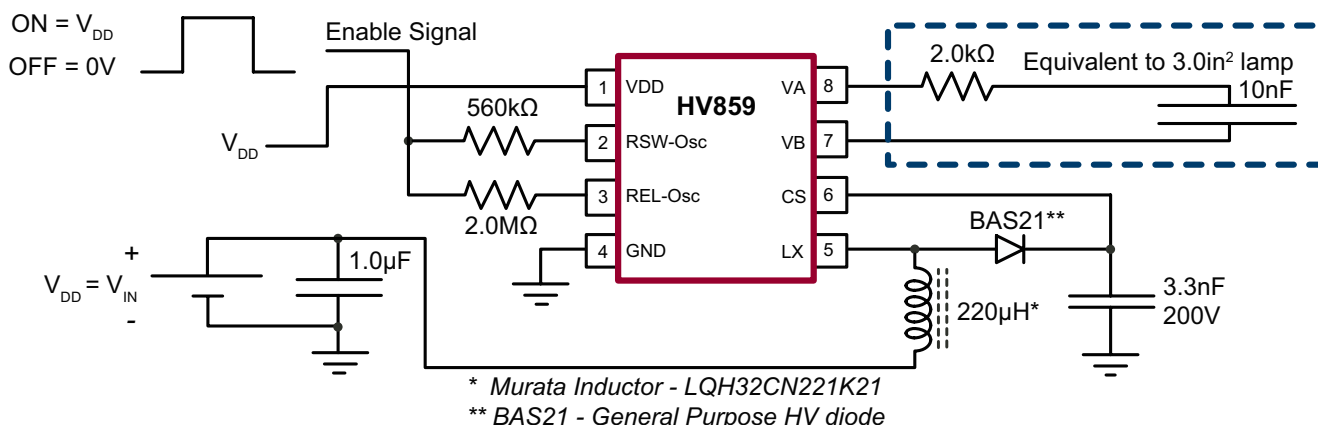 ON = VDD
OFF = 0V
Enable Signal
VDD
560kΩ
2.0MΩ
1 VDD
2 RSW-Osc
3 REL-Osc
4 GND
HV859
VA 8
VB 7
CS 6
LX 5
2.0kΩ
Equivalent to 3.0in² lamp
10nF
BAS21**
220µH*
3.3nF
200V
+
VDD = VIN
-
1.0µF
* Murata Inductor - LQH32CN221K21
** BAS21 - General Purpose HV diode